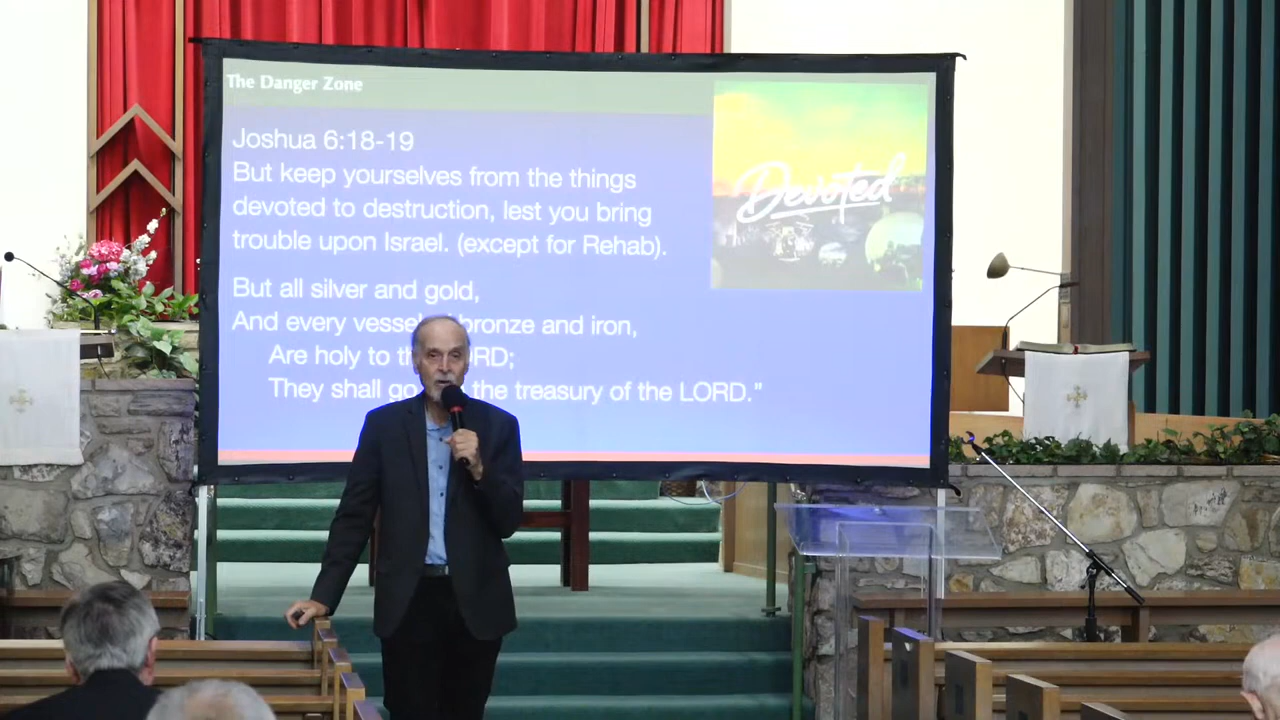 The Danger Zone
Joshua 6:18-19
But keep yourselves from the things
devoted to destruction, lest you bring
trouble upon Israel. (except for Rehab).
But all silver and gold,
And every vessel bronze and iron,
Are holy to th RD;
They shall go the treasury of the LORD.”
Devoted